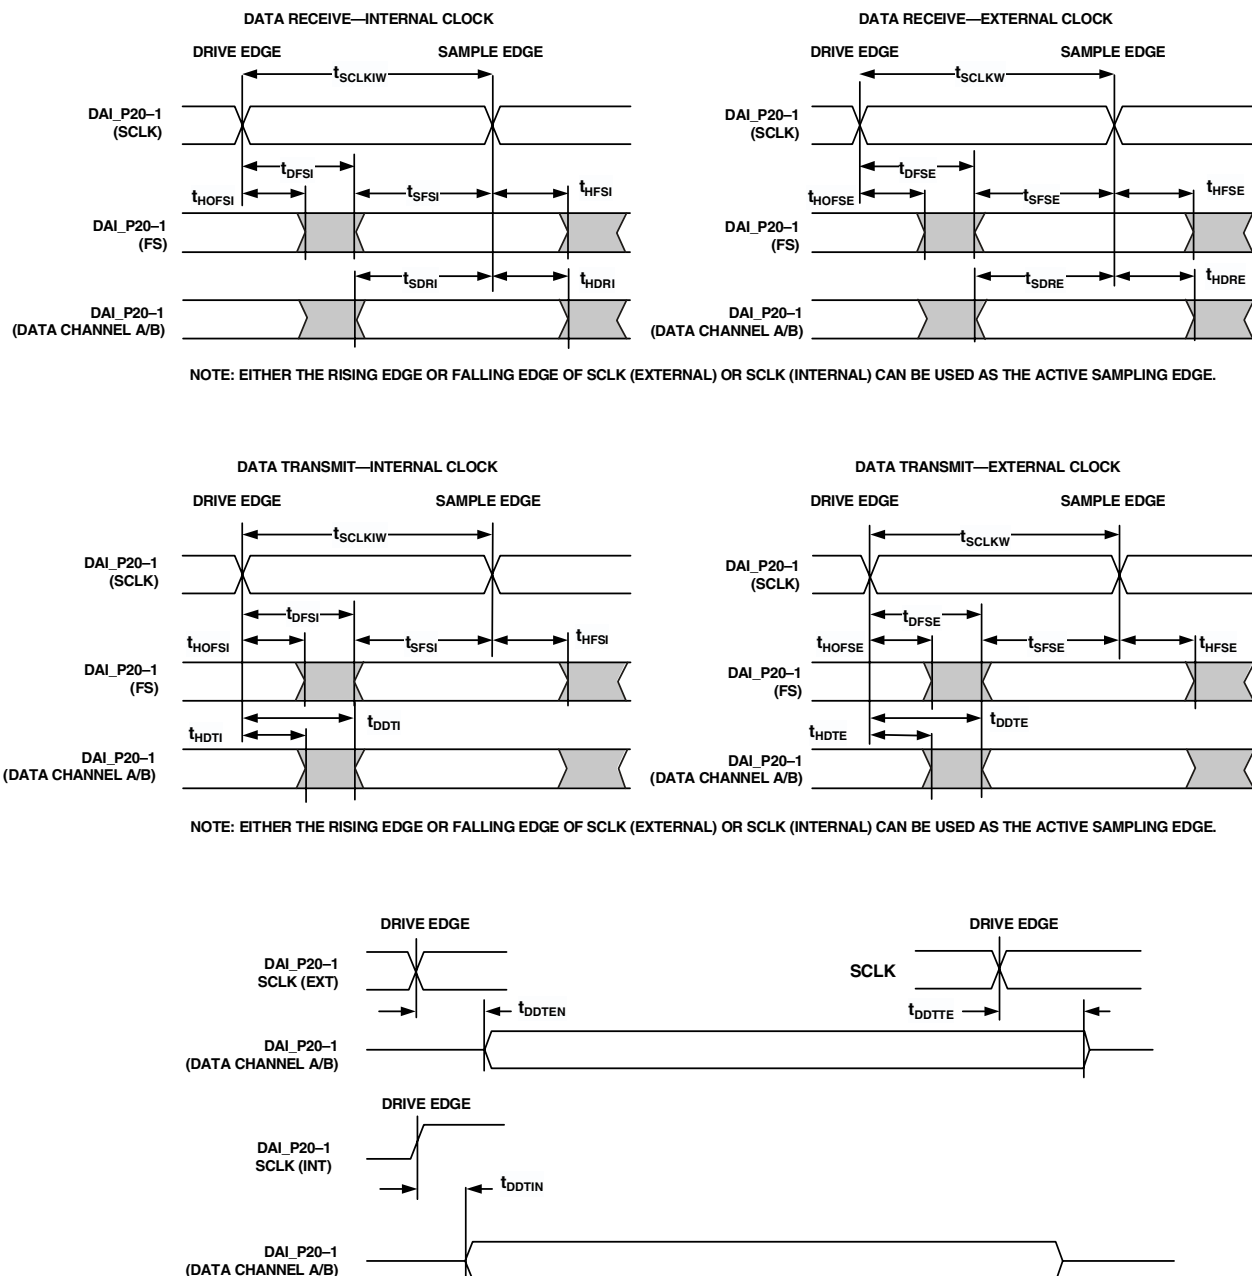 DATA RECEIVE—INTERNAL CLOCK
DRIVE EDGE
SAMPLE EDGE
tSCLKIW
DAI_P20–1
(SCLK)
tDFSI
tHOFSI
tSFSI
tHFSI
DAI_P20–1
(FS)
tSDRI
tHDRI
DAI_P20–1
(DATA CHANNEL A/B)
DATA RECEIVE—EXTERNAL CLOCK
DRIVE EDGE
SAMPLE EDGE
tSCLKW
DAI_P20–1
(SCLK)
tDFSE
tHOFSE
tSFSE
tHFSE
DAI_P20–1
(FS)
tSDRE
tHDRE
DAI_P20–1
(DATA CHANNEL A/B)
NOTE: EITHER THE RISING EDGE OR FALLING EDGE OF SCLK (EXTERNAL) OR SCLK (INTERNAL) CAN BE USED AS THE ACTIVE SAMPLING EDGE.
DATA TRANSMIT—INTERNAL CLOCK
DRIVE EDGE
SAMPLE EDGE
tSCLKIW
DAI_P20–1
(SCLK)
tDFSI
tHOFSI
tSFSI
tHFSI
DAI_P20–1
(FS)
tDDTI
tHDTI
DAI_P20–1
(DATA CHANNEL A/B)
DATA TRANSMIT—EXTERNAL CLOCK
DRIVE EDGE
SAMPLE EDGE
tSCLKW
DAI_P20–1
(SCLK)
tDFSE
tHOFSE
tSFSE
tHFSE
DAI_P20–1
(FS)
tDDTE
tHDTE
DAI_P20–1
(DATA CHANNEL A/B)
NOTE: EITHER THE RISING EDGE OR FALLING EDGE OF SCLK (EXTERNAL) OR SCLK (INTERNAL) CAN BE USED AS THE ACTIVE SAMPLING EDGE.
DRIVE EDGE
DRIVE EDGE
DAI_P20–1
SCLK (EXT)
SCLK
tDDTEN
tDDTTE
DAI_P20–1
(DATA CHANNEL A/B)
DRIVE EDGE
DAI_P20–1
SCLK (INT)
tDDTIN
DAI_P20–1
(DATA CHANNEL A/B)